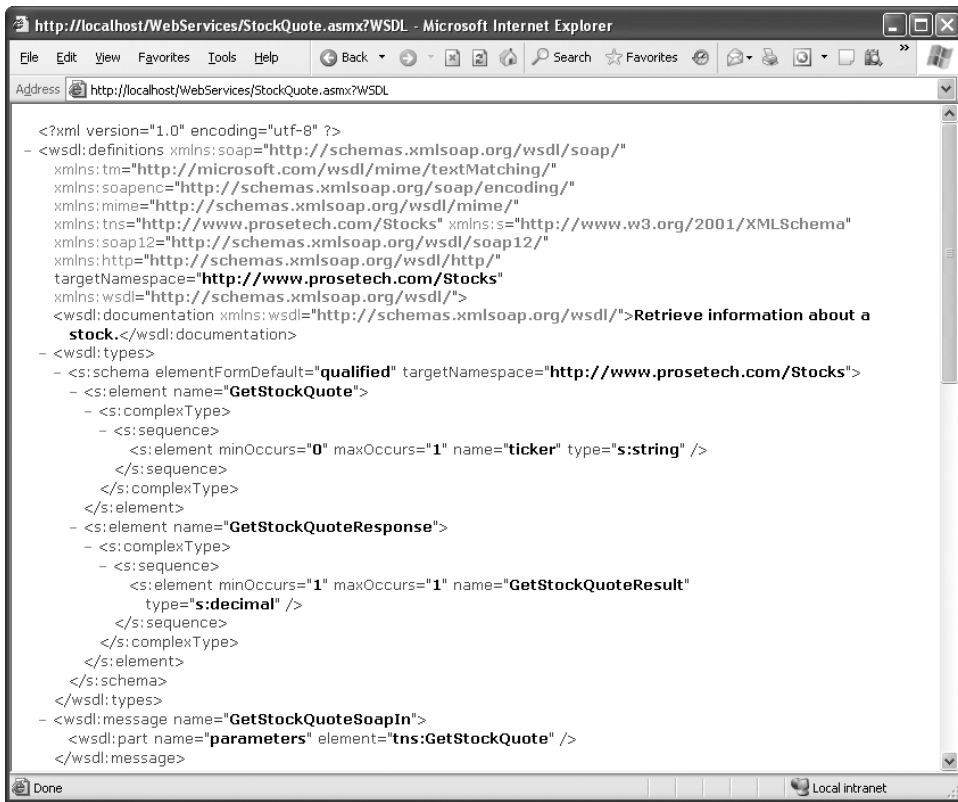 http://localhost/WebServices/StockQuote.asmx?WSDL - Microsoft Internet Explorer
File Edit View Favorites Tools Help Back Search Favorites »
Address http://localhost/WebServices/StockQuote.asmx?WSDL
<?xml version="1.0" encoding="utf-8" ?>
- <wsdl:definitions xmlns:soap="http://schemas.xmlsoap.org/wsdl/soap/"
xmlns:tm="http://microsoft.com/wsdl/mime/textMatching/"
xmlns:soapenc="http://schemas.xmlsoap.org/soap/encoding/"
xmlns:mime="http://schemas.xmlsoap.org/wsdl/mime/"
xmlns:tns="http://www.prosetech.com/Stocks" xmlns:s="http://www.w3.org/2001/XMLSchema"
xmlns:soap12="http://schemas.xmlsoap.org/wsdl/soap12/"
xmlns:http="http://schemas.xmlsoap.org/wsdl/http/"
targetNamespace="http://www.prosetech.com/Stocks"
xmlns:wsdl="http://schemas.xmlsoap.org/wsdl/">
<wsdl:documentation xmlns:wsdl="http://schemas.xmlsoap.org/wsdl/">Retrieve information about a
stock.</wsdl:documentation>
- <wsdl:types>
- <s:schema elementFormDefault="qualified" targetNamespace="http://www.prosetech.com/Stocks">
- <s:element name="GetStockQuote">
- <s:complexType>
- <s:sequence>
<s:element minOccurs="0" maxOccurs="1" name="ticker" type="s:string" />
</s:sequence>
</s:complexType>
</s:element>
- <s:element name="GetStockQuoteResponse">
- <s:complexType>
- <s:sequence>
<s:element minOccurs="1" maxOccurs="1" name="GetStockQuoteResult"
type="s:decimal" />
</s:sequence>
</s:complexType>
</s:element>
</s:schema>
</wsdl:types>
- <wsdl:message name="GetStockQuoteSoapIn">
<wsdl:part name="parameters" element="tns:GetStockQuote" />
</wsdl:message>
Done Local intranet